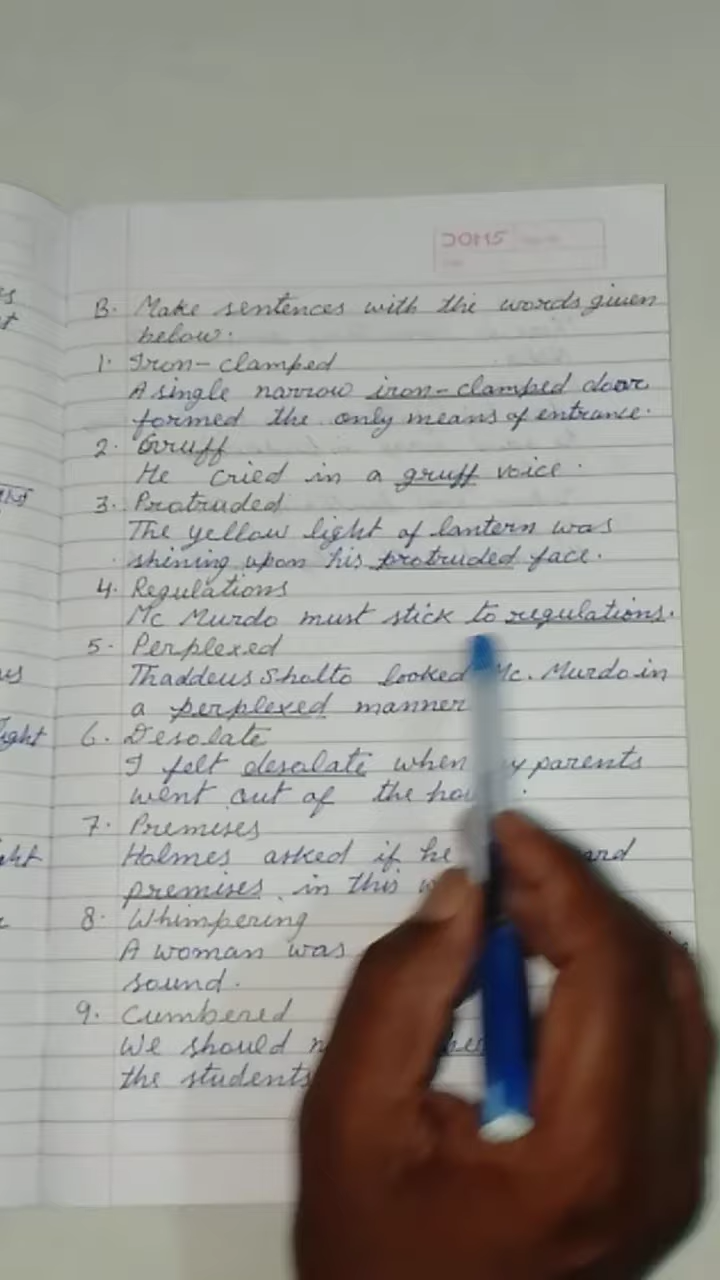 DOMS
B. Make sentences with the words given
below.
1. Iron-clamped
A single narrow iron-clamped door
formed the only means of entrance.
2. Gruff
He cried in a gruff voice.
3. Protruded
The yellow light of lantern was
shining upon his protruded face.
4. Regulations
Mc Murdo must stick to regulations.
5. Perplexed
Thaddeus Sholto looked Mc. Murdo in
a perplexed manner
6. Desolate
I felt desolate when parents
went out of the
7. Premises
Holmes asked if he
premises in this
8. Whimpering
A woman was
sound.
9. Cumbered
We should
the students